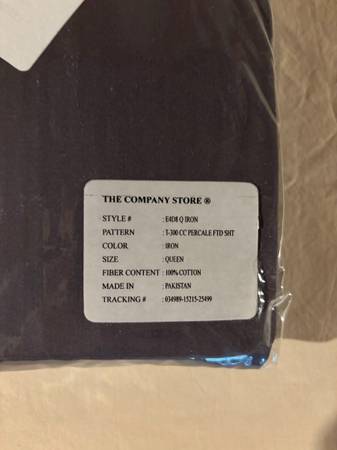 THE COMPANY STORE ®
STYLE # : E4D8 Q IRON
PATTERN : T-300 CC PERCALE FTD SHT
COLOR : IRON
SIZE : QUEEN
FIBER CONTENT : 100% COTTON
MADE IN : PAKISTAN
TRACKING # : 034989-15215-25499